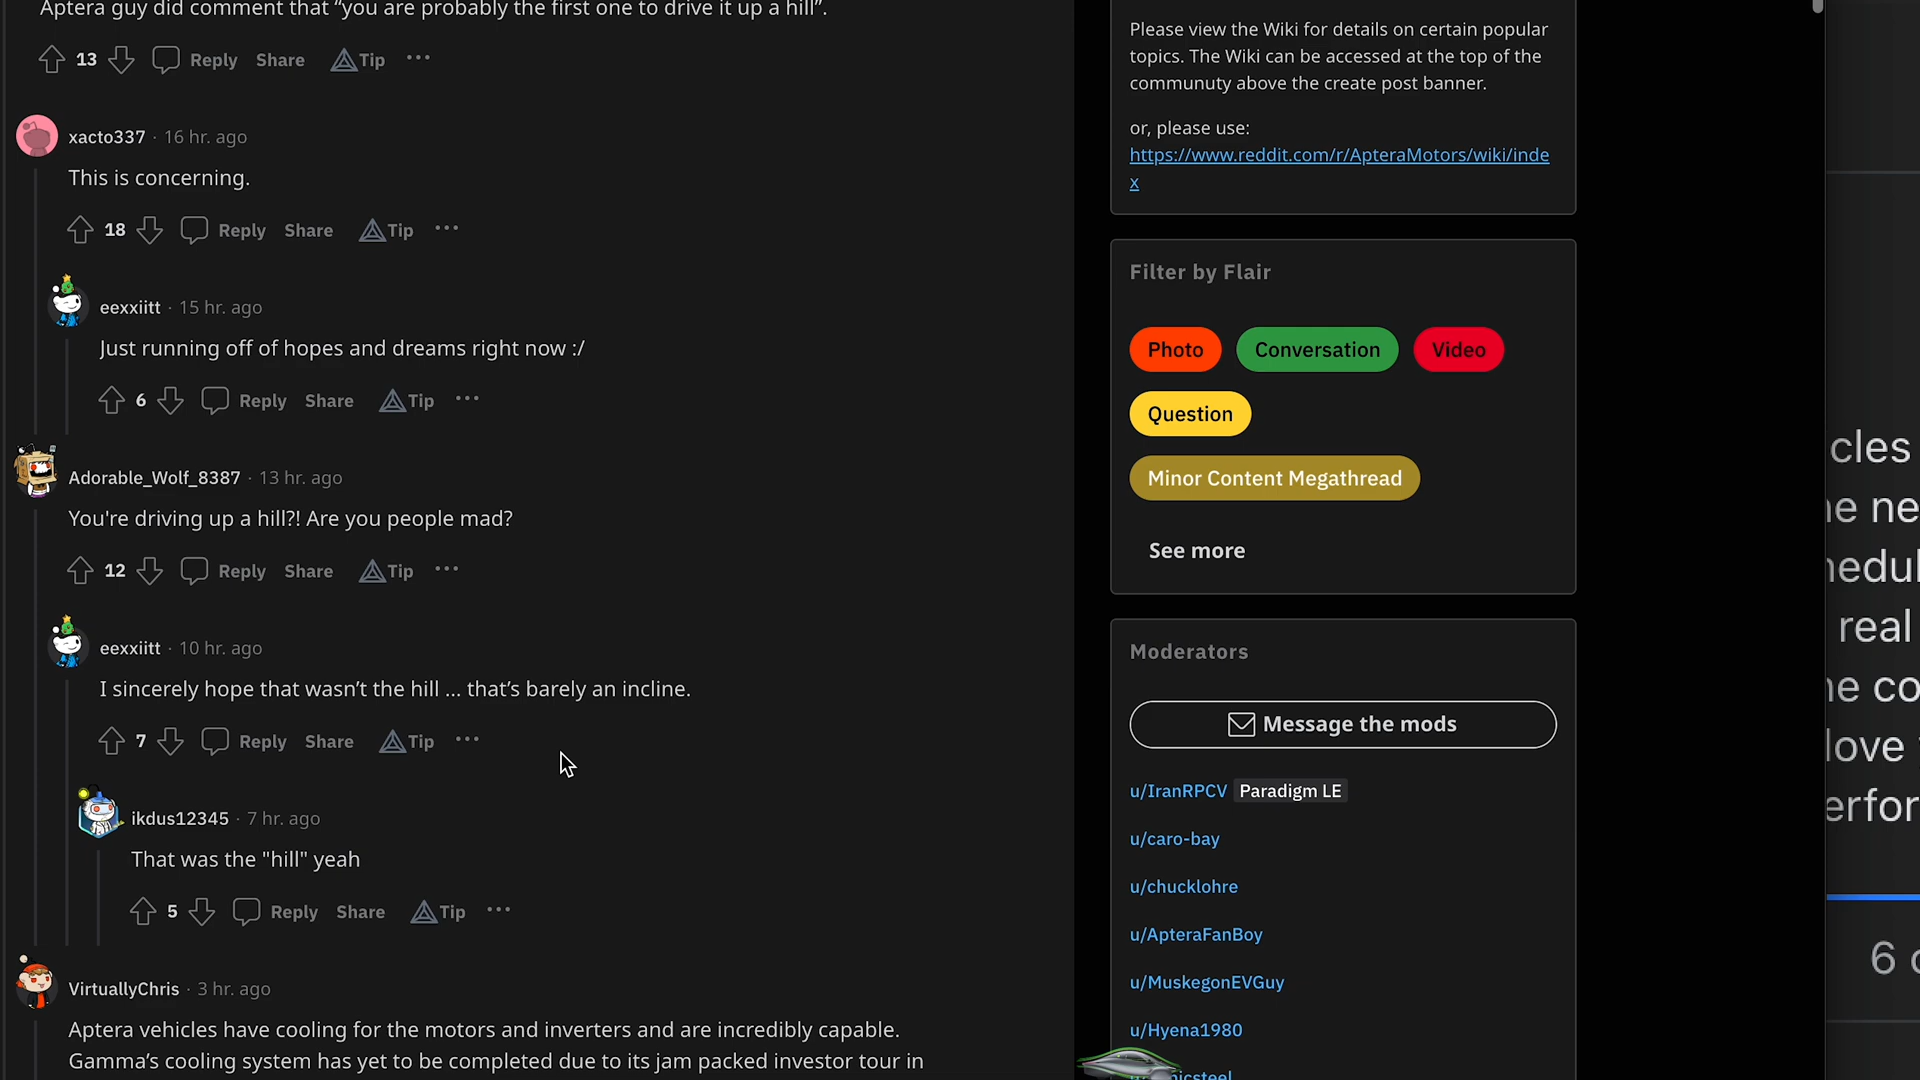 Aptera guy did comment that “you are probably the first one to drive it up a hill”.
13 Reply Share Tip
xacto337 · 16 hr. ago
This is concerning.
18 Reply Share Tip
eexxiitt · 15 hr. ago
Just running off of hopes and dreams right now :/
6 Reply Share Tip
Adorable_Wolf_8387 · 13 hr. ago
You're driving up a hill?! Are you people mad?
12 Reply Share Tip
eexxiitt · 10 hr. ago
I sincerely hope that wasn’t the hill ... that’s barely an incline.
7 Reply Share Tip
ikdus12345 · 7 hr. ago
That was the "hill" yeah
5 Reply Share Tip
VirtuallyChris · 3 hr. ago
Aptera vehicles have cooling for the motors and inverters and are incredibly capable.
Gamma’s cooling system has yet to be completed due to its jam packed investor tour in
Please view the Wiki for details on certain popular
topics. The Wiki can be accessed at the top of the
communuty above the create post banner.
or, please use:
https://www.reddit.com/r/ApteraMotors/wiki/inde
x
Filter by Flair
Photo Conversation Video
Question
Minor Content Megathread
See more
Moderators
Message the mods
u/IranRPCV Paradigm LE
u/caro-bay
u/chucklohre
u/ApteraFanBoy
u/MuskegonEVGuy
u/Hyena1980
cles
ne
real
co
love
6